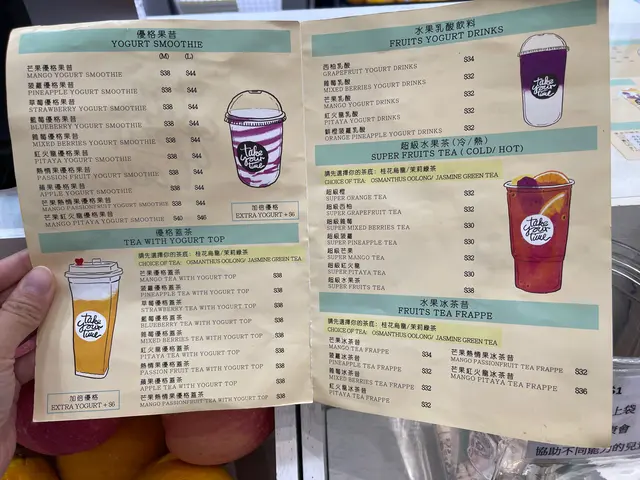 優格果昔
YOGURT SMOOTHIE
(M) (L)
芒果優格果昔
MANGO YOGURT SMOOTHIE $38 $44
菠蘿優格果昔
PINEAPPLE YOGURT SMOOTHIE $38 $44
草莓優格果昔
STRAWBERRY YOGURT SMOOTHIE $38 $44
藍莓優格果昔
BLUEBERRY YOGURT SMOOTHIE $38 $44
雜莓優格果昔
MIXED BERRIES YOGURT SMOOTHIE $38 $44
紅火龍優格果昔
PITAYA YOGURT SMOOTHIE $38 $44
熱情果優格果昔
PASSION FRUIT YOGURT SMOOTHIE $38 $44
蘋果優格果昔
APPLE YOGURT SMOOTHIE $38 $44
芒果熱情果優格果昔
MANGO PASSIONFRUIT YOGURT SMOOTHIE $38 $44
芒果紅火龍優格果昔
MANGO PITAYA YOGURT SMOOTHIE $40 $46
take
your
time
加倍優格
EXTRA YOGURT + $6
優格蓋茶
TEA WITH YOGURT TOP
請先選擇你的茶底: 桂花烏龍/茉莉綠茶
CHOICE OF TEA: OSMANTHUS OOLONG/ JASMINE GREEN TEA
芒果優格蓋茶
MANGO TEA WITH YOGURT TOP $38
菠蘿優格蓋茶
PINEAPPLE TEA WITH YOGURT TOP $38
草莓優格蓋茶
STRAWBERRY TEA WITH YOGURT TOP $38
藍莓優格蓋茶
BLUEBERRY TEA WITH YOGURT TOP $38
雜莓優格蓋茶
MIXED BERRIES TEA WITH YOGURT TOP $38
紅火龍優格蓋茶
PITAYA TEA WITH YOGURT TOP $38
熱情果優格蓋茶
PASSION FRUIT TEA WITH YOGURT TOP $38
蘋果優格蓋茶
APPLE TEA WITH YOGURT TOP $38
芒果熱情果優格蓋茶
MANGO PASSION FRUIT TEA WITH YOGURT TOP $38
take
your
time
加倍優格
EXTRA YOGURT + $6
水果乳酸飲料
FRUITS YOGURT DRINKS
西柚乳酸
GRAPEFRUIT YOGURT DRINKS $34
雜莓乳酸
MIXED BERRIES YOGURT DRINKS $32
芒果乳酸
MANGO YOGURT DRINKS $32
紅火龍乳酸
PITAYA YOGURT DRINKS $32
鮮橙菠蘿乳酸
ORANGE PINEAPPLE YOGURT DRINKS $32
take
your
time
超級水果茶(冷/熱)
SUPER FRUITS TEA (COLD/ HOT)
請先選擇你的茶底: 桂花烏龍/茉莉綠茶
CHOICE OF TEA: OSMANTHUS OOLONG/ JASMINE GREEN TEA
超級橙
SUPER ORANGE TEA $30
超級西柚
SUPER GRAPEFRUIT TEA $32
超級雜莓
SUPER MIXED BERRIES TEA $30
超級菠蘿
SUPER PINEAPPLE TEA $30
超級芒果
SUPER MANGO TEA $32
超級紅火龍
SUPER PITAYA TEA $30
超級水果茶
SUPER FRUITS TEA $38
take
your
time
水果冰茶昔
FRUITS TEA FRAPPE
請先選擇你的茶底: 桂花烏龍/茉莉綠茶
CHOICE OF TEA: OSMANTHUS OOLONG/ JASMINE GREEN TEA
芒果冰茶昔
MANGO TEA FRAPPE $34
菠蘿冰茶昔
PINEAPPLE TEA FRAPPE $32
雜莓冰茶昔
MIXED BERRIES TEA FRAPPE $32
紅火龍冰茶昔
PITAYA TEA FRAPPE $32
芒果熱情果冰茶昔
MANGO PASSIONFRUIT TEA FRAPPE $32
芒果紅火龍冰茶昔
MANGO PITAYA TEA FRAPPE $36
$1
上袋
會
協助不同能力的兒